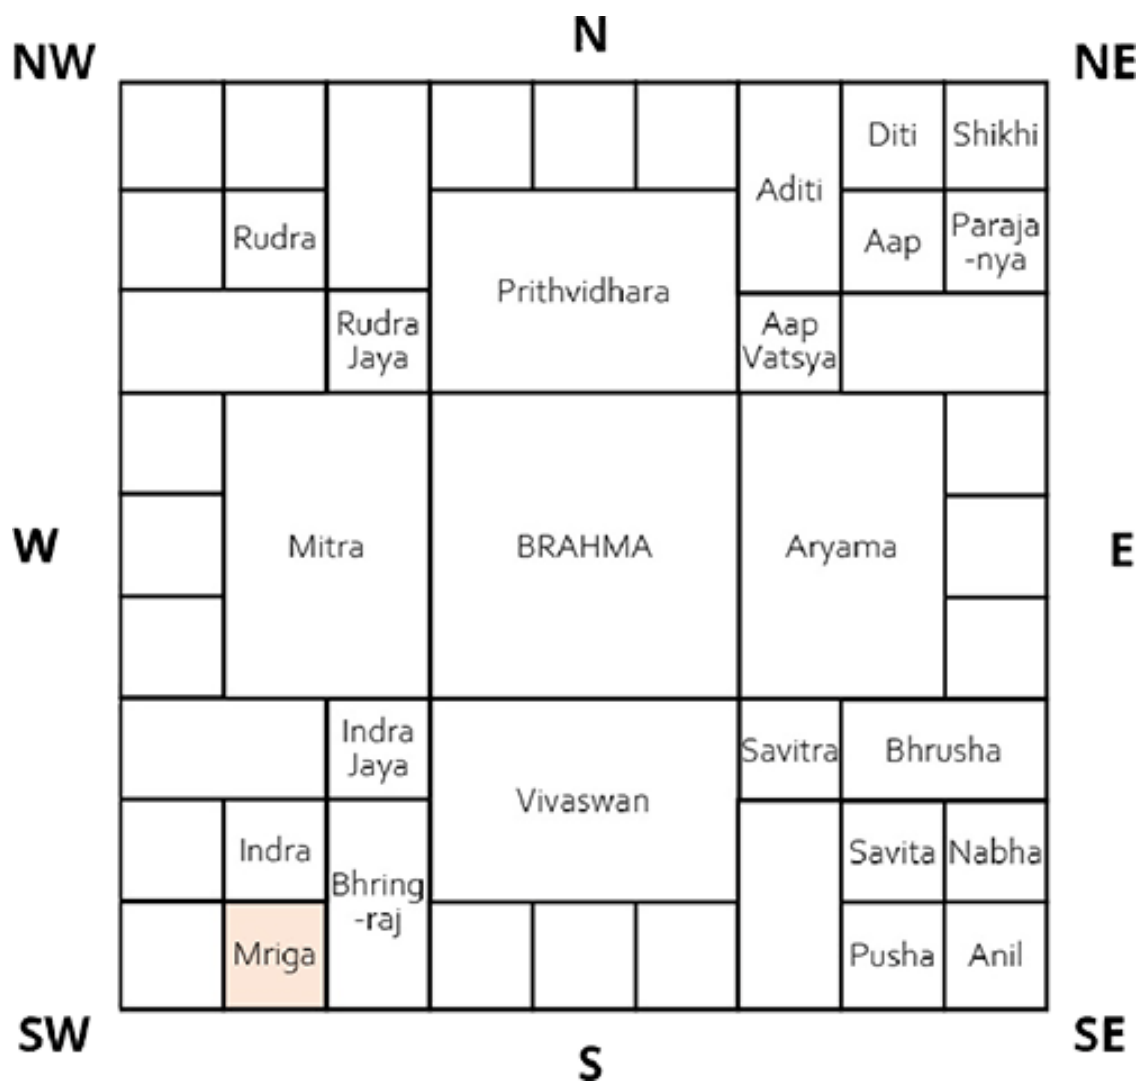 N
NW
NE
Diti
Shikhi
Aditi
Rudra
Aap
Paraja
-nya
Prithvidhara
Rudra
Jaya
Aap
Vatsya
W
Mitra
BRAHMA
Aryama
E
Indra
Jaya
Savitra
Bhrusha
Vivaswan
Indra
Savita
Nabha
Bhring
-raj
Mriga
Pusha
Anil
SW
SE
S